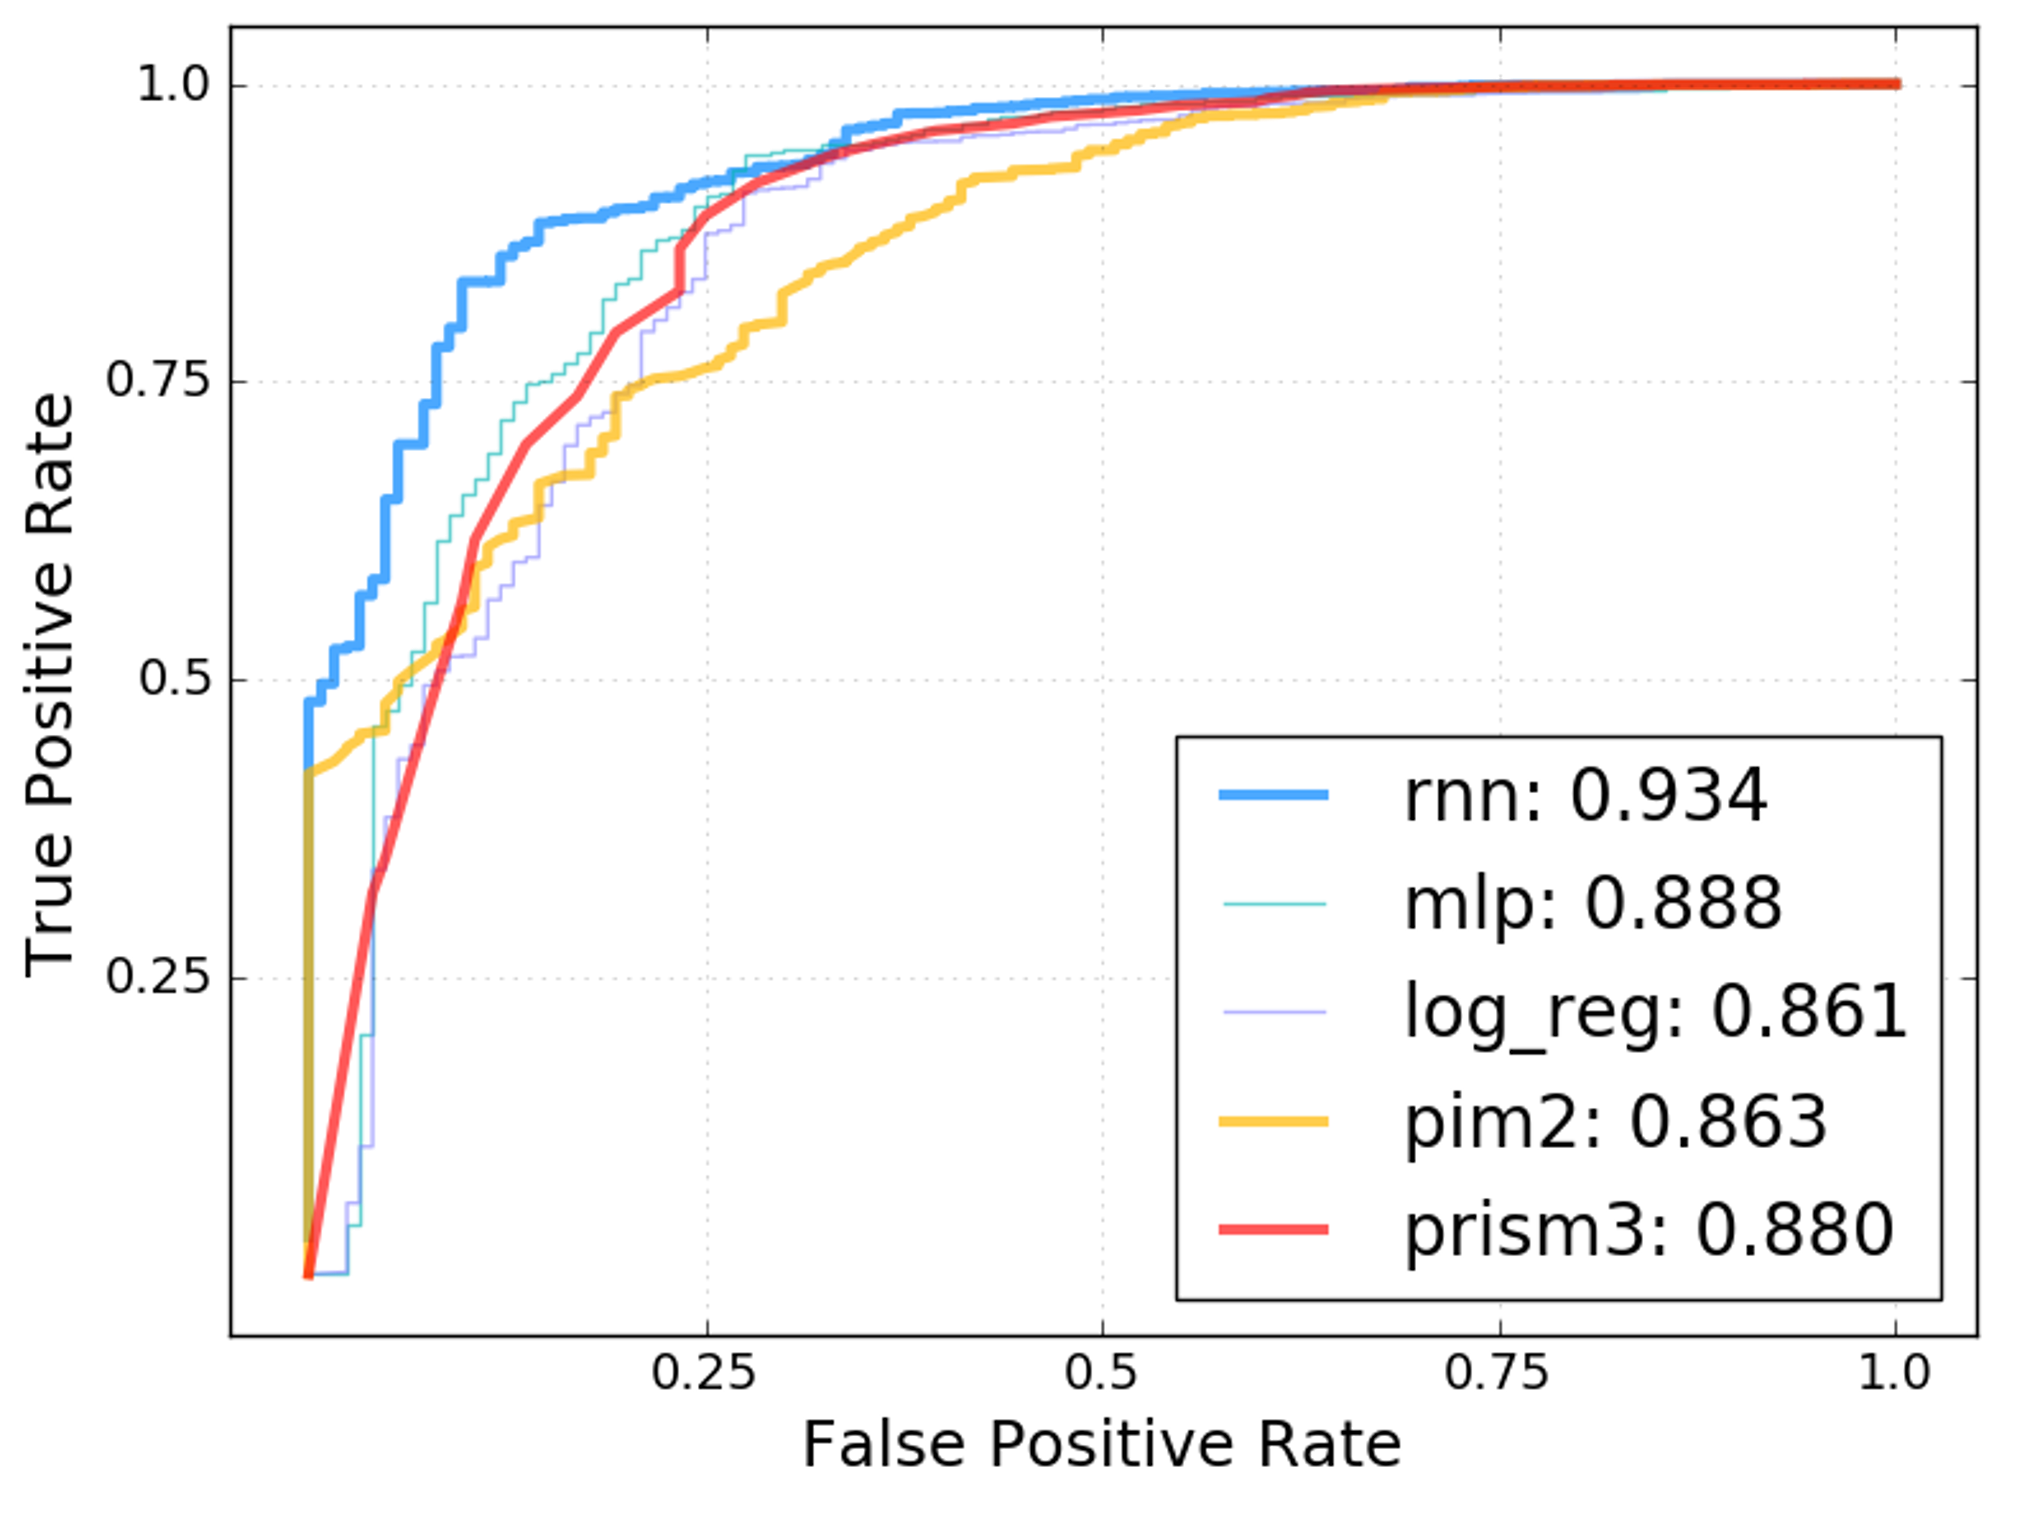 1.0
0.75
0.5
0.25
True Positive Rate
rnn: 0.934
mlp: 0.888
log_reg: 0.861
pim2: 0.863
prism3: 0.880
0.25 0.5 0.75 1.0
False Positive Rate